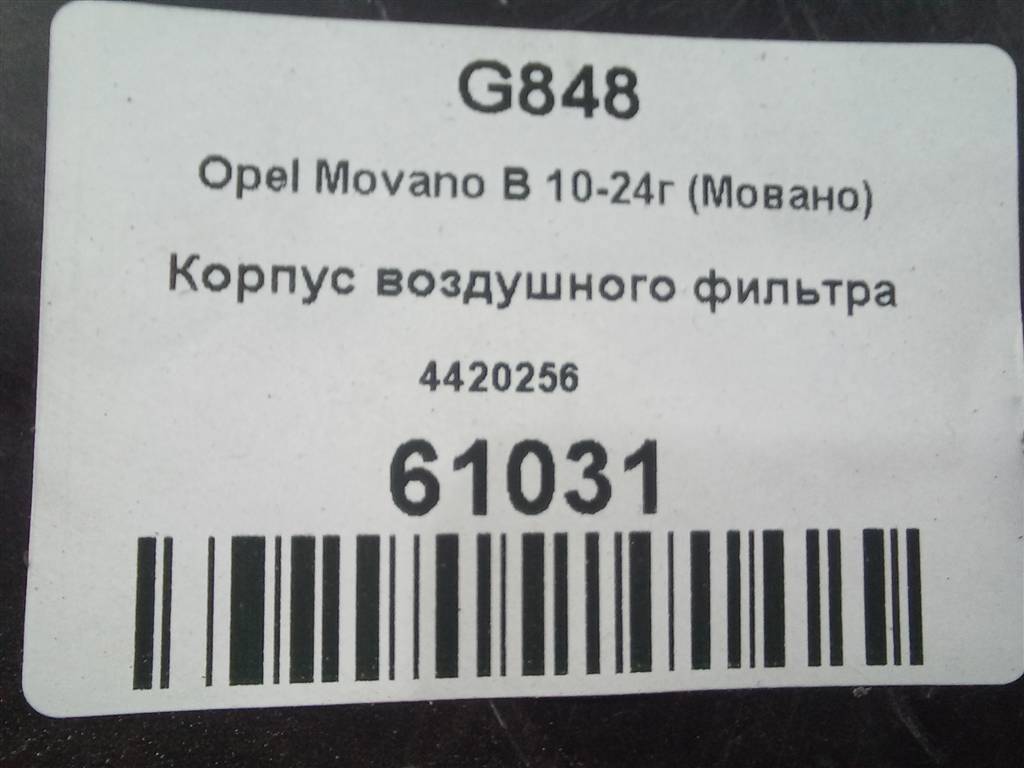 G848
Opel Movano B 10-24г (Мовано)
Корпус воздушного фильтра
4420256
61031